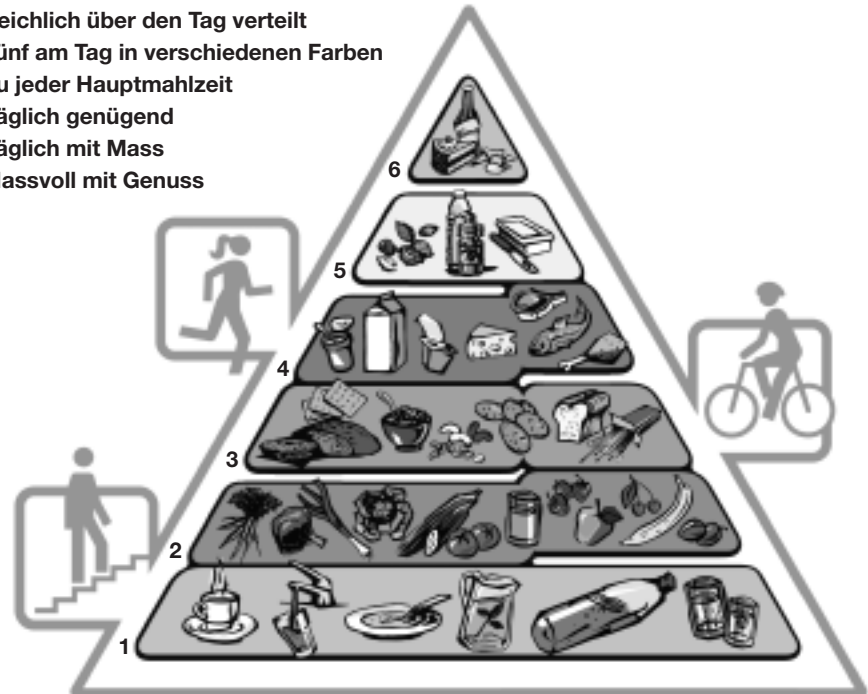 eichlich über den Tag verteilt
ünf am Tag in verschiedenen Farben
u jeder Hauptmahlzeit
äglich genügend
äglich mit Mass
assvoll mit Genuss
6
5
4
3
2
1